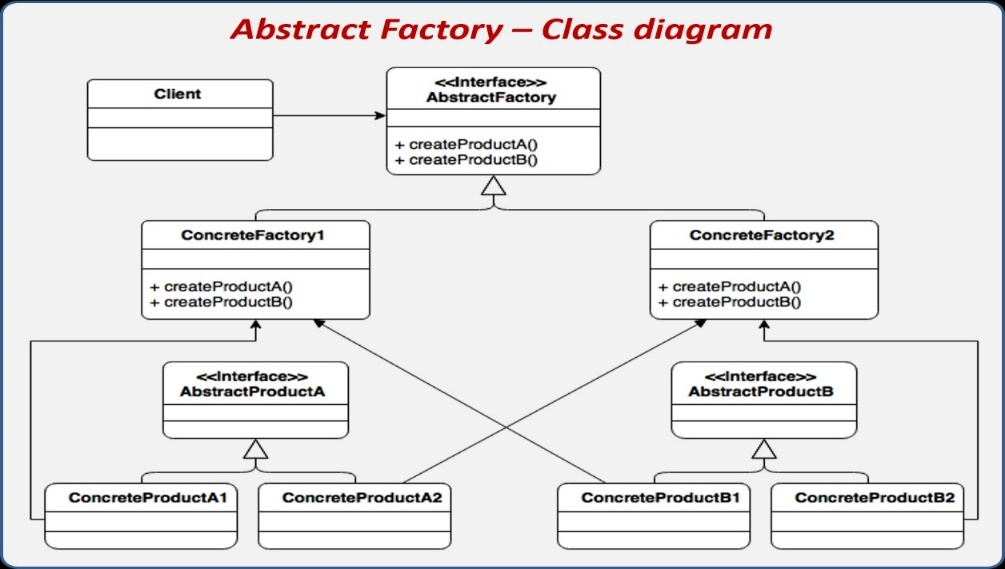 Abstract Factory – Class diagram
Client
<<Interface>>
AbstractFactory
+ createProductA()
+ createProductB()
ConcreteFactory1
+ createProductA()
+ createProductB()
ConcreteFactory2
+ createProductA()
+ createProductB()
<<Interface>>
AbstractProductA
<<Interface>>
AbstractProductB
ConcreteProductA1
ConcreteProductA2
ConcreteProductB1
ConcreteProductB2